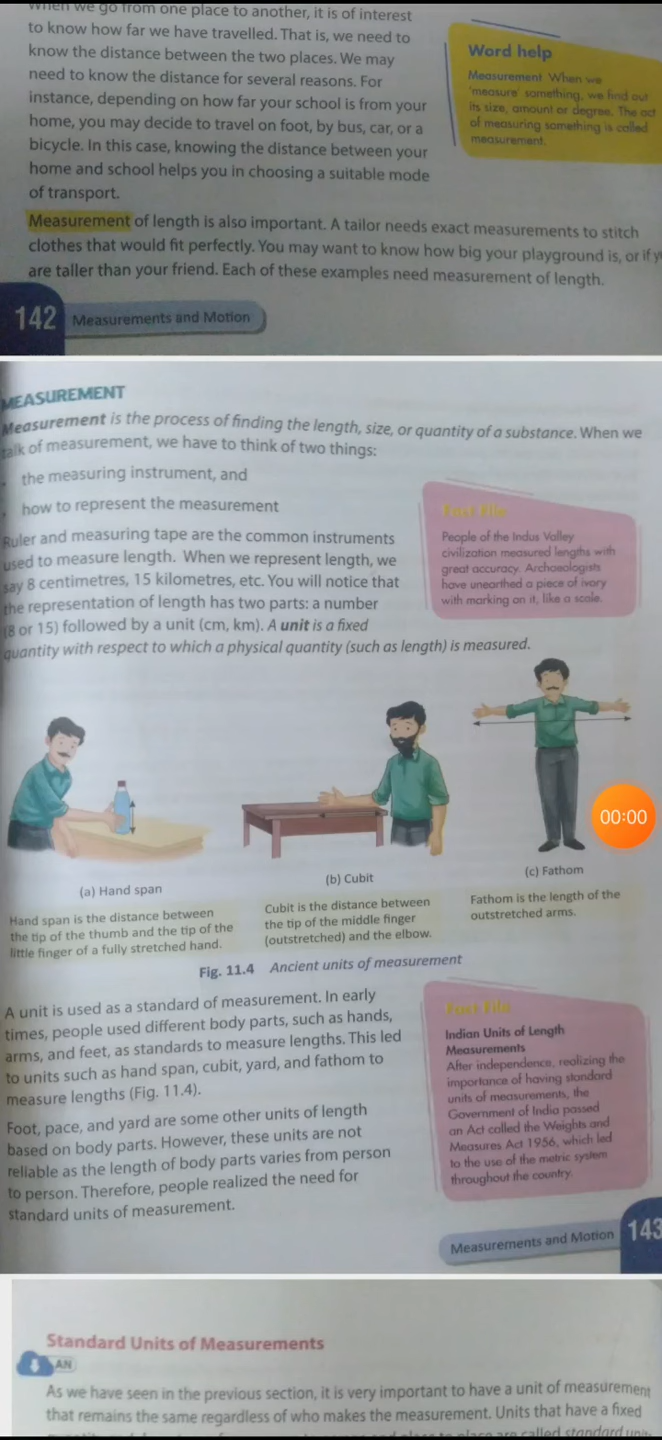 When we go from one place to another, it is of interest
to know how far we have travelled. That is, we need to
know the distance between the two places. We may
need to know the distance for several reasons. For
instance, depending on how far your school is from your
home, you may decide to travel on foot, by bus, car, or a
bicycle. In this case, knowing the distance between your
home and school helps you in choosing a suitable mode
of transport.
Word help
Measurement When we
'measure' something, we find out
its size, amount or degree. The act
of measuring something is called
measurement.
Measurement of length is also important. A tailor needs exact measurements to stitch
clothes that would fit perfectly. You may want to know how big your playground is, or if y
are taller than your friend. Each of these examples need measurement of length.
142 Measurements and Motion
MEASUREMENT
Measurement is the process of finding the length, size, or quantity of a substance. When we
talk of measurement, we have to think of two things:
• the measuring instrument, and
• how to represent the measurement
Ruler and measuring tape are the common instruments
used to measure length. When we represent length, we
say 8 centimetres, 15 kilometres, etc. You will notice that
the representation of length has two parts: a number
(8 or 15) followed by a unit (cm, km). A unit is a fixed
quantity with respect to which a physical quantity (such as length) is measured.
Fact File
People of the Indus Valley
civilization measured lengths with
great accuracy. Archaeologists
have unearthed a piece of ivory
with marking on it, like a scale.
00:00
(a) Hand span
Hand span is the distance between
the tip of the thumb and the tip of the
little finger of a fully stretched hand.
(b) Cubit
Cubit is the distance between
the tip of the middle finger
(outstretched) and the elbow.
(c) Fathom
Fathom is the length of the
outstretched arms.
Fig. 11.4 Ancient units of measurement
A unit is used as a standard of measurement. In early
times, people used different body parts, such as hands,
arms, and feet, as standards to measure lengths. This led
to units such as hand span, cubit, yard, and fathom to
measure lengths (Fig. 11.4).
Foot, pace, and yard are some other units of length
based on body parts. However, these units are not
reliable as the length of body parts varies from person
to person. Therefore, people realized the need for
standard units of measurement.
Fact File
Indian Units of Length
Measurements
After independence, realizing the
importance of having standard
units of measurements, the
Government of India passed
an Act called the Weights and
Measures Act 1956, which led
to the use of the metric system
throughout the country.
Measurements and Motion 143
Standard Units of Measurements
AN
As we have seen in the previous section, it is very important to have a unit of measurement
that remains the same regardless of who makes the measurement. Units that have a fixed
place to place are called standard